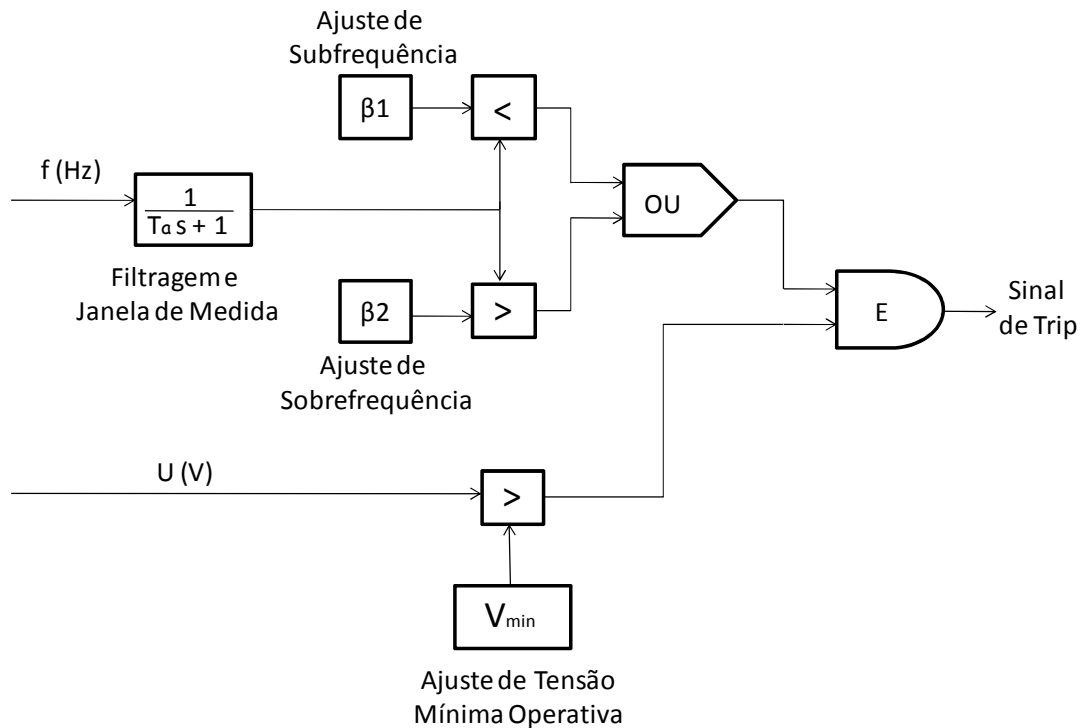 Ajuste de
Subfrequência
β1
<
f (Hz)
1
Ta s + 1
OU
Filtragem e
Janela de Medida
β2
>
Ajuste de
Sobrefrequência
E
Sinal
de Trip
U (V)
>
Vmin
Ajuste de Tensão
Mínima Operativa